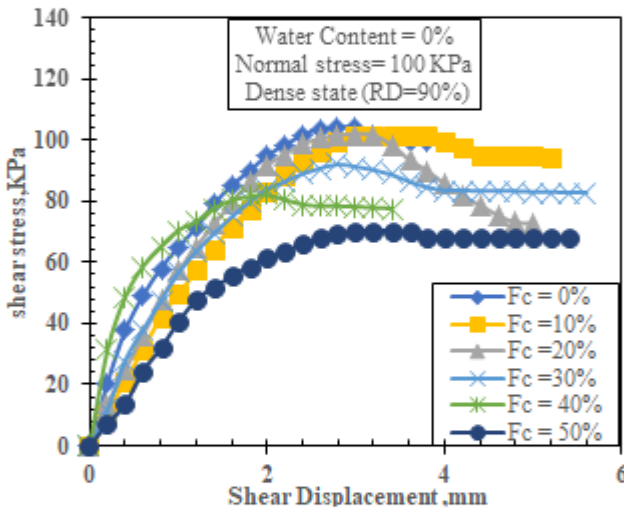 140
120
100
80
60
40
20
0
shear stress,KPa
Water Content = 0%
Normal stress= 100 KPa
Dense state (RD=90%)
Fc = 0%
Fc =10%
Fc =20%
Fc =30%
Fc = 40%
Fc = 50%
0
2
4
6
Shear Displacement ,mm